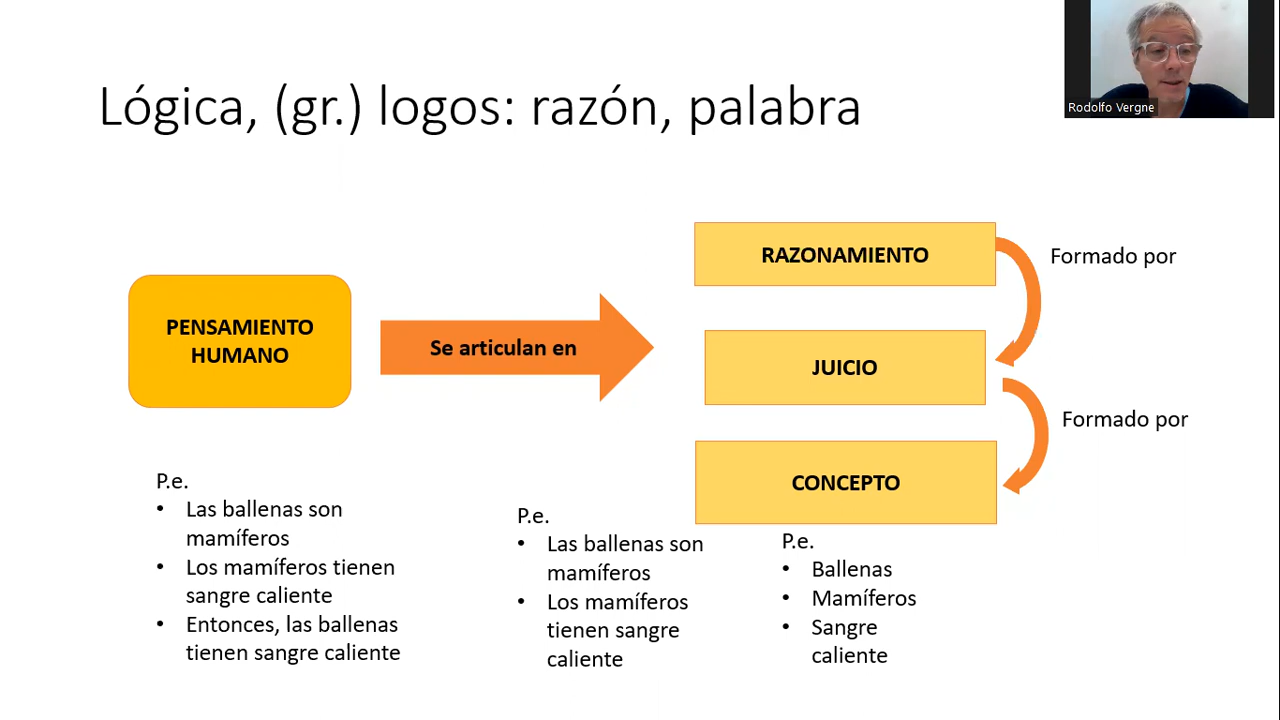 Lógica, (gr.) logos: razón, palabra
Rodolfo Vergne
PENSAMIENTO
HUMANO
Se articulan en
RAZONAMIENTO
Formado por
JUICIO
Formado por
CONCEPTO
P.e.
• Las ballenas son
mamíferos
• Los mamíferos tienen
sangre caliente
• Entonces, las ballenas
tienen sangre caliente
P.e.
• Las ballenas son
mamíferos
• Los mamíferos
tienen sangre
caliente
P.e.
• Ballenas
• Mamíferos
• Sangre
caliente